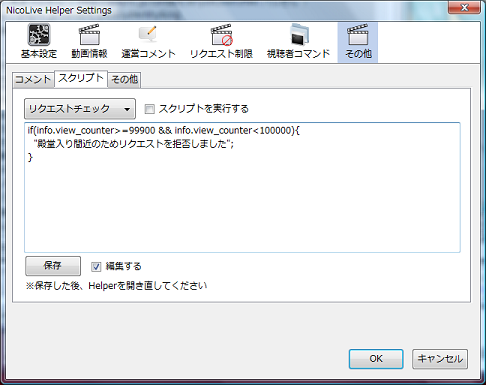 NicoLive Helper Settings
基本設定 動画情報 運営コメント リクエスト制限 視聴者コマンド その他
コメント スクリプト その他
リクエストチェック スクリプトを実行する
if(info.view_counter>=99900 && info.view_counter<100000){
"殿堂入り間近のためリクエストを拒否しました";
}
保存 編集する
※保存した後、Helperを開き直してください
OK キャンセル